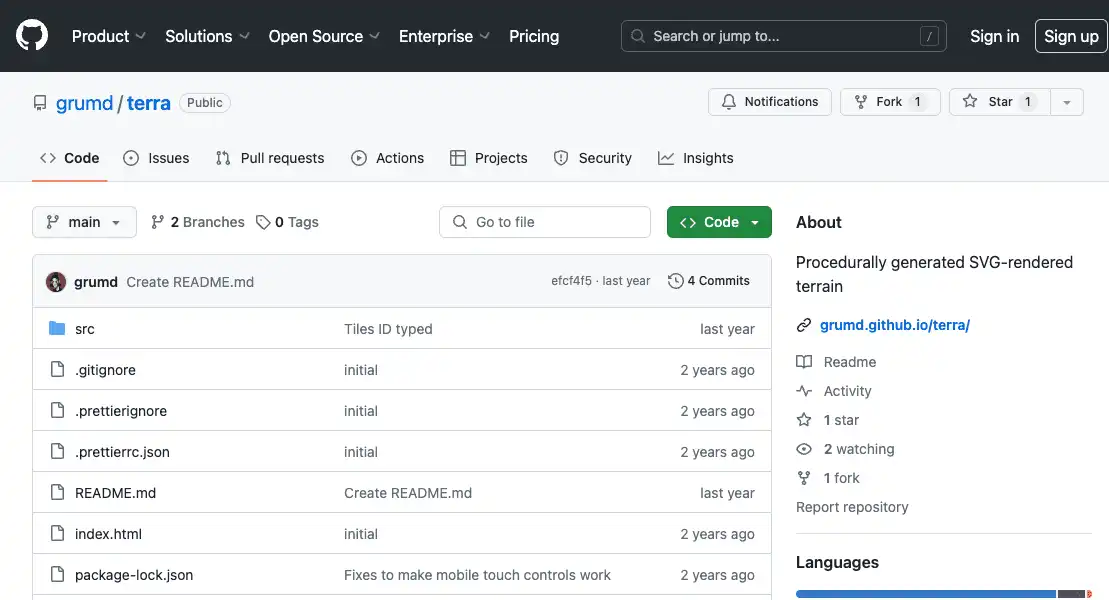 Product Solutions Open Source Enterprise Pricing Search or jump to... / Sign in Sign up
grumd / terra Public Notifications Fork 1 Star 1
Code Issues Pull requests Actions Projects Security Insights
main 2 Branches 0 Tags Go to file Code
grumd Create README.md efcf4f5 · last year 4 Commits
src Tiles ID typed last year
.gitignore initial 2 years ago
.prettierignore initial 2 years ago
.prettierrc.json initial 2 years ago
README.md Create README.md last year
index.html initial 2 years ago
package-lock.json Fixes to make mobile touch controls work 2 years ago
About
Procedurally generated SVG-rendered
terrain
grumd.github.io/terra/
Readme
Activity
1 star
2 watching
1 fork
Report repository
Languages